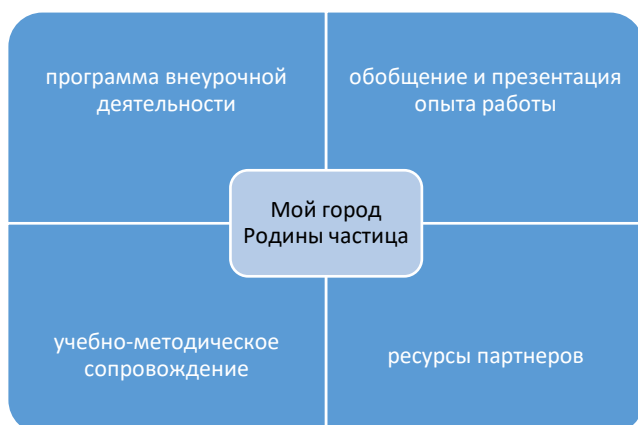 программа внеурочной
деятельности
обобщение и презентация
опыта работы
Мой город
Родины частица
учебно-методическое
сопровождение
ресурсы партнеров